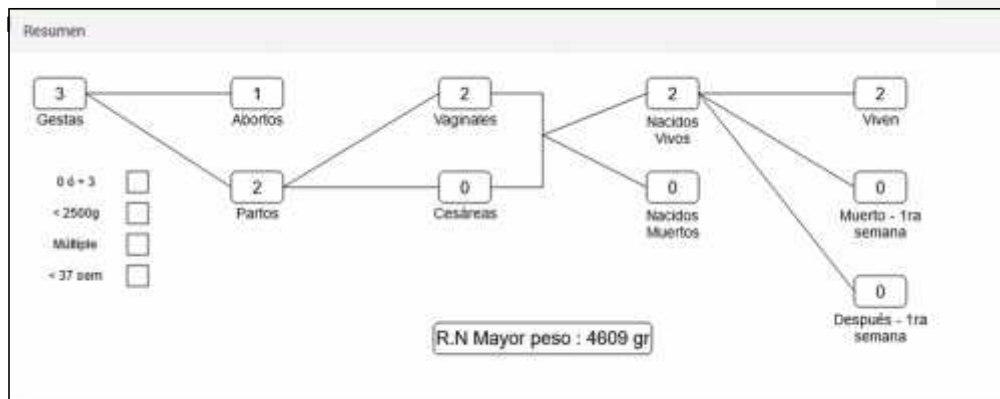 Resumen
3
Gestas
1
Abortos
2
Vaginales
2
Nacidos
Vivos
2
Viven
0 ó + 3
< 2500g
Múltiple
< 37 sem
2
Partos
0
Cesáreas
0
Nacidos
Muertos
0
Muerto - 1ra
semana
0
Después - 1ra
semana
R.N Mayor peso : 4609 gr